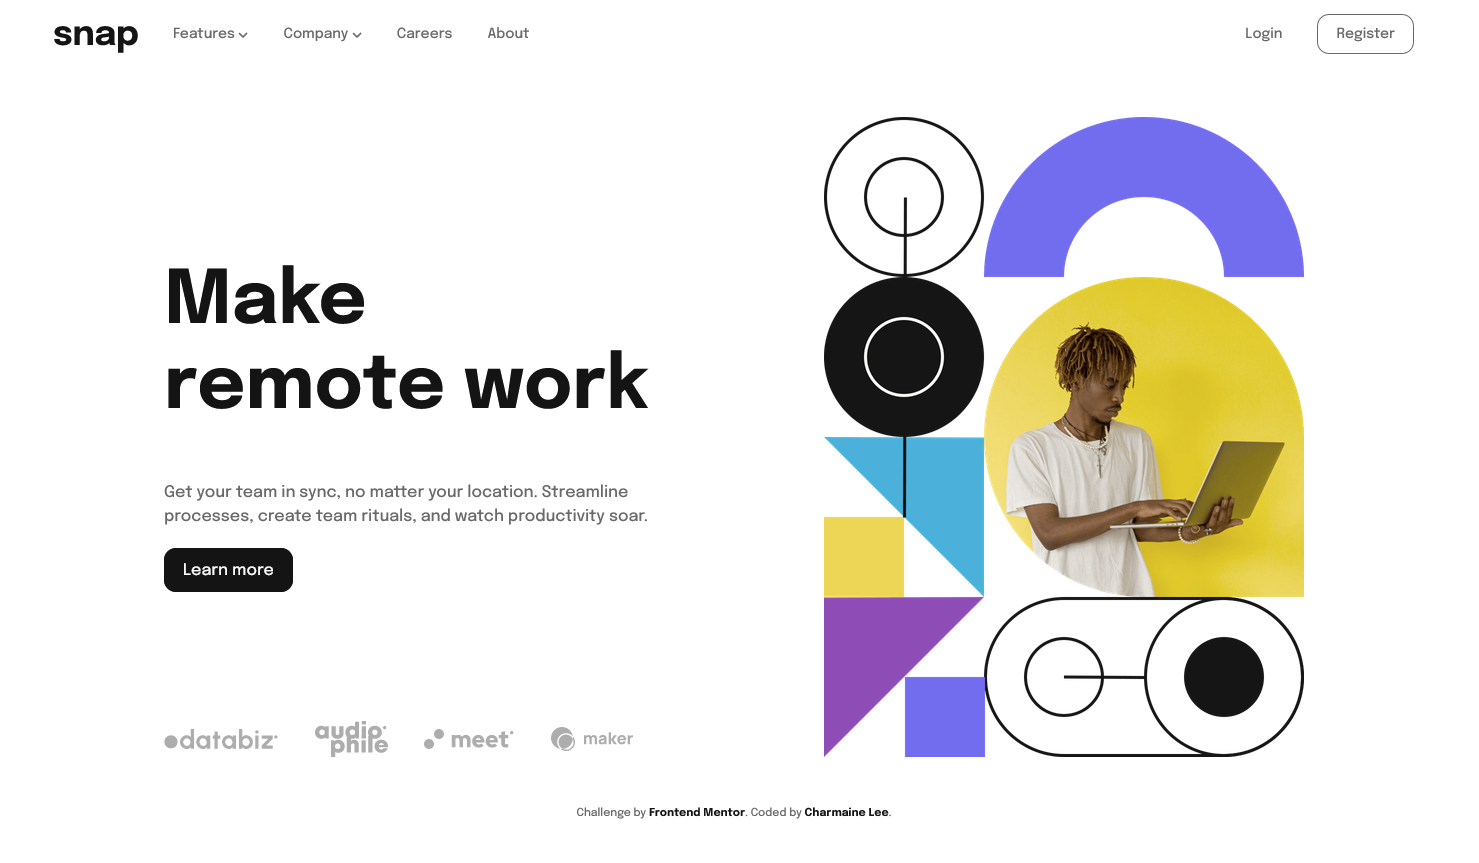 snap Features Company Careers About Login Register
Make
remote work
Get your team in sync, no matter your location. Streamline
processes, create team rituals, and watch productivity soar.
Learn more
databiz audiophile meet maker
Challenge by Frontend Mentor. Coded by Charmaine Lee.